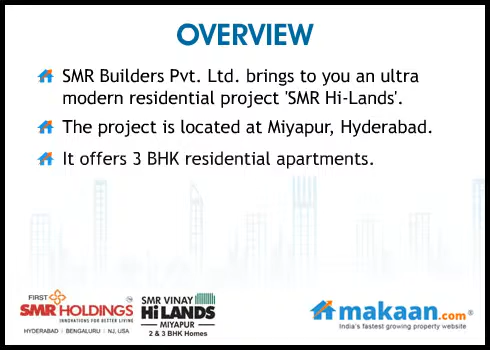 OVERVIEW
SMR Builders Pvt. Ltd. brings to you an ultra
modern residential project 'SMR Hi-Lands'.
The project is located at Miyapur, Hyderabad.
It offers 3 BHK residential apartments.
FIRST
SMR HOLDINGS
INNOVATIONS FOR BETTER LIVING
HYDERABAD | BENGALURU | NJ, USA
SMR VINAY
Hi LANDS
MIYAPUR
2 & 3 BHK Homes
makaan.com
India's fastest growing property website